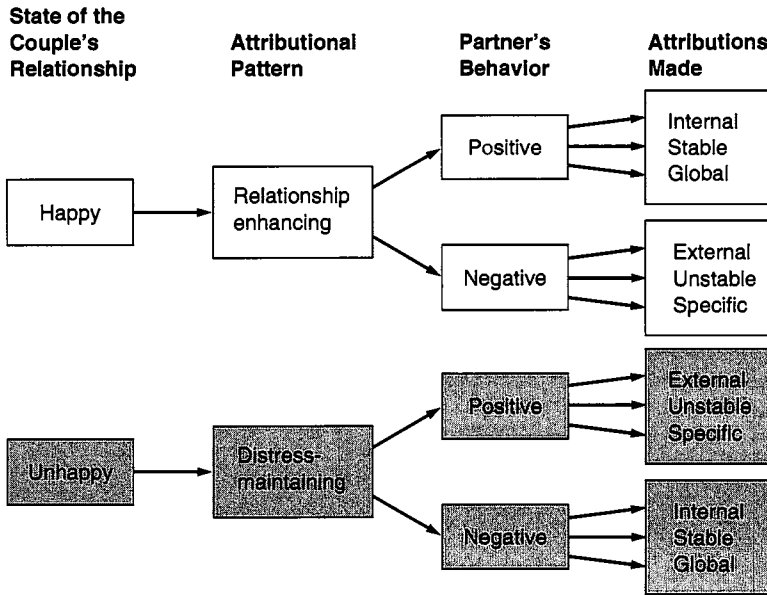 State of the
Couple's
Relationship
Attributional
Pattern
Partner's
Behavior
Attributions
Made
Happy
Relationship
enhancing
Positive
Internal
Stable
Global
Negative
External
Unstable
Specific
Unhappy
Distress-
maintaining
Positive
External
Unstable
Specific
Negative
Internal
Stable
Global